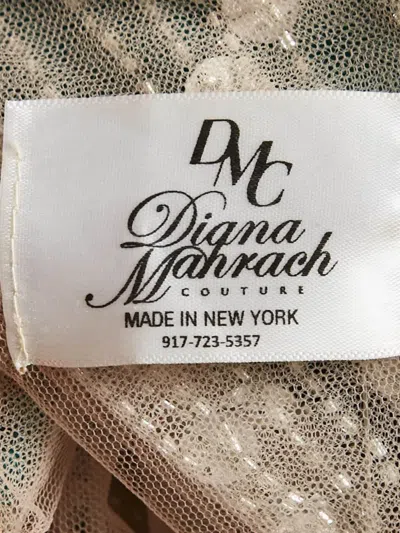 DMC
Diana
Mahrach
COUTURE
MADE IN NEW YORK
917-723-5357